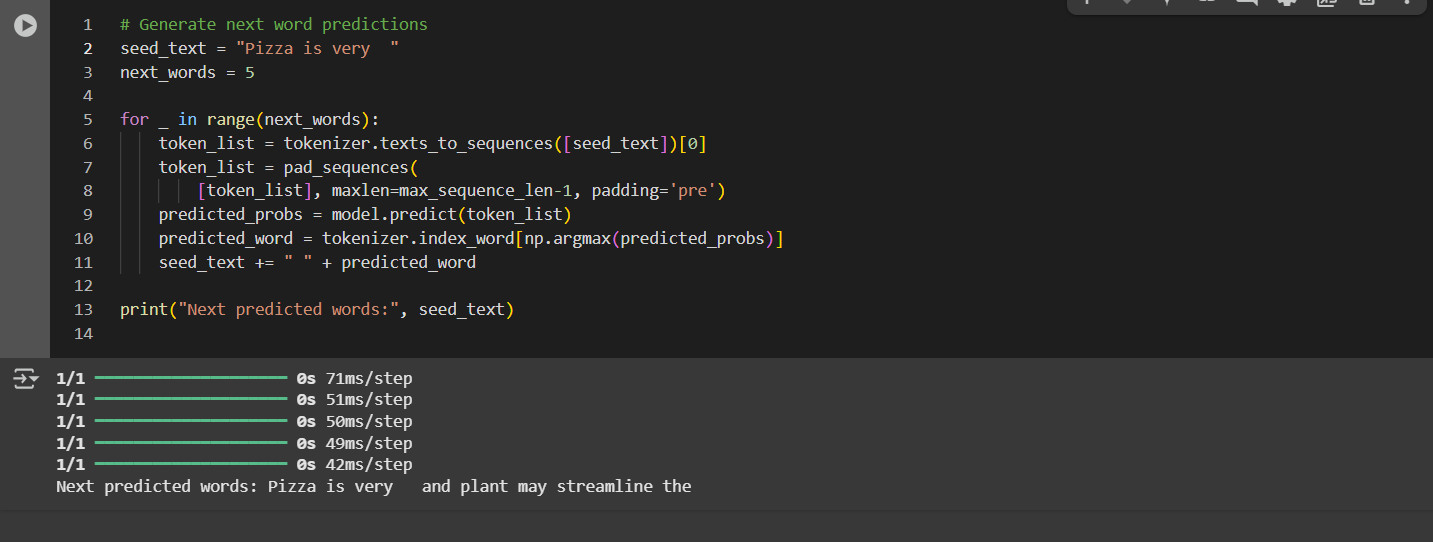 1 # Generate next word predictions
2 seed_text = "Pizza is very  "
3 next_words = 5
4
5 for _ in range(next_words):
6     token_list = tokenizer.texts_to_sequences([seed_text])[0]
7     token_list = pad_sequences(
8         [token_list], maxlen=max_sequence_len-1, padding='pre')
9     predicted_probs = model.predict(token_list)
10     predicted_word = tokenizer.index_word[np.argmax(predicted_probs)]
11     seed_text += " " + predicted_word
12
13 print("Next predicted words:", seed_text)
14
1/1 ━━━━━━━━━━━━━━━━━━━━ 0s 71ms/step
1/1 ━━━━━━━━━━━━━━━━━━━━ 0s 51ms/step
1/1 ━━━━━━━━━━━━━━━━━━━━ 0s 50ms/step
1/1 ━━━━━━━━━━━━━━━━━━━━ 0s 49ms/step
1/1 ━━━━━━━━━━━━━━━━━━━━ 0s 42ms/step
Next predicted words: Pizza is very   and plant may streamline the